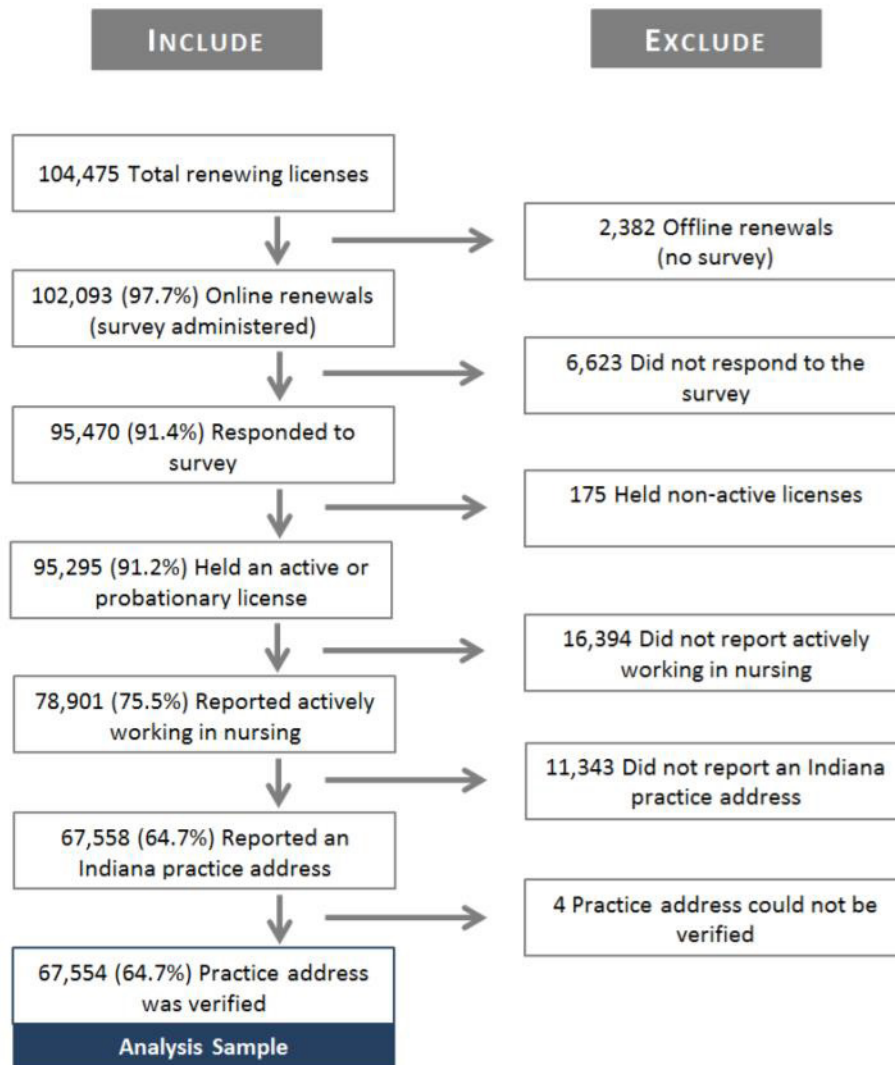 INCLUDE
EXCLUDE
104,475 Total renewing licenses
2,382 Offline renewals
(no survey)
102,093 (97.7%) Online renewals
(survey administered)
6,623 Did not respond to the
survey
95,470 (91.4%) Responded to
survey
175 Held non-active licenses
95,295 (91.2%) Held an active or
probationary license
16,394 Did not report actively
working in nursing
78,901 (75.5%) Reported actively
working in nursing
11,343 Did not report an Indiana
practice address
67,558 (64.7%) Reported an
Indiana practice address
4 Practice address could not be
verified
67,554 (64.7%) Practice address
was verified
Analysis Sample